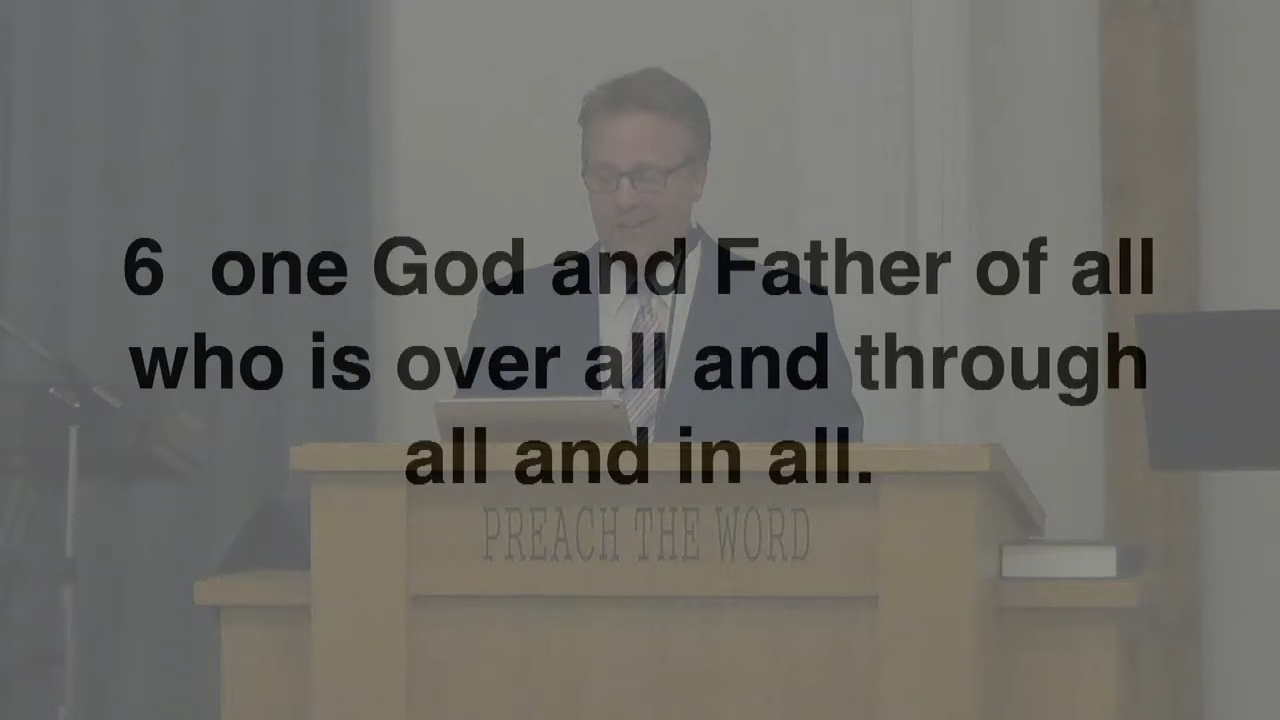 6 one God and Father of all
who is over all and through
all and in all.
PREACH THE WORD